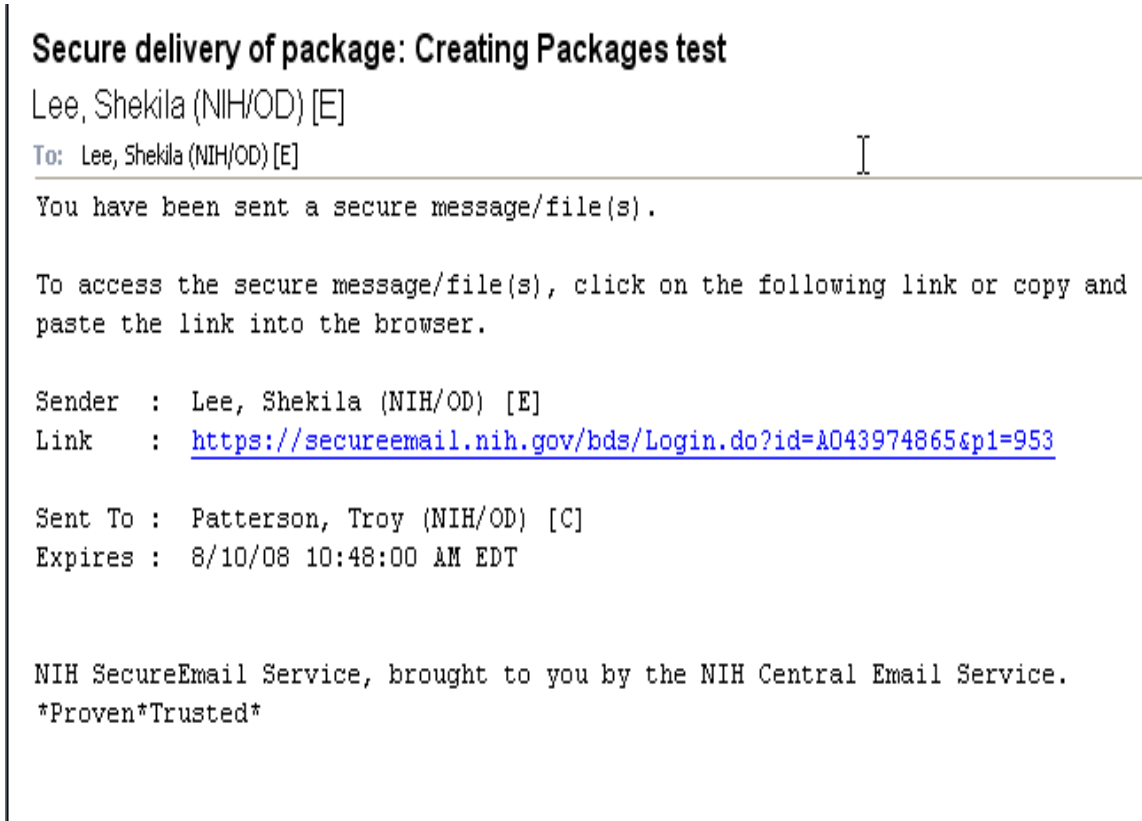 Secure delivery of package: Creating Packages test
Lee, Shekila (NIH/OD) [E]
To: Lee, Shekila (NIH/OD) [E]
You have been sent a secure message/file(s).
To access the secure message/file(s), click on the following link or copy and
paste the link into the browser.
Sender : Lee, Shekila (NIH/OD) [E]
Link : https://secureemail.nih.gov/bds/Login.do?id=A043974865&p1=953
Sent To : Patterson, Troy (NIH/OD) [C]
Expires : 8/10/08 10:48:00 AM EDT
NIH SecureEmail Service, brought to you by the NIH Central Email Service.
*Proven*Trusted*